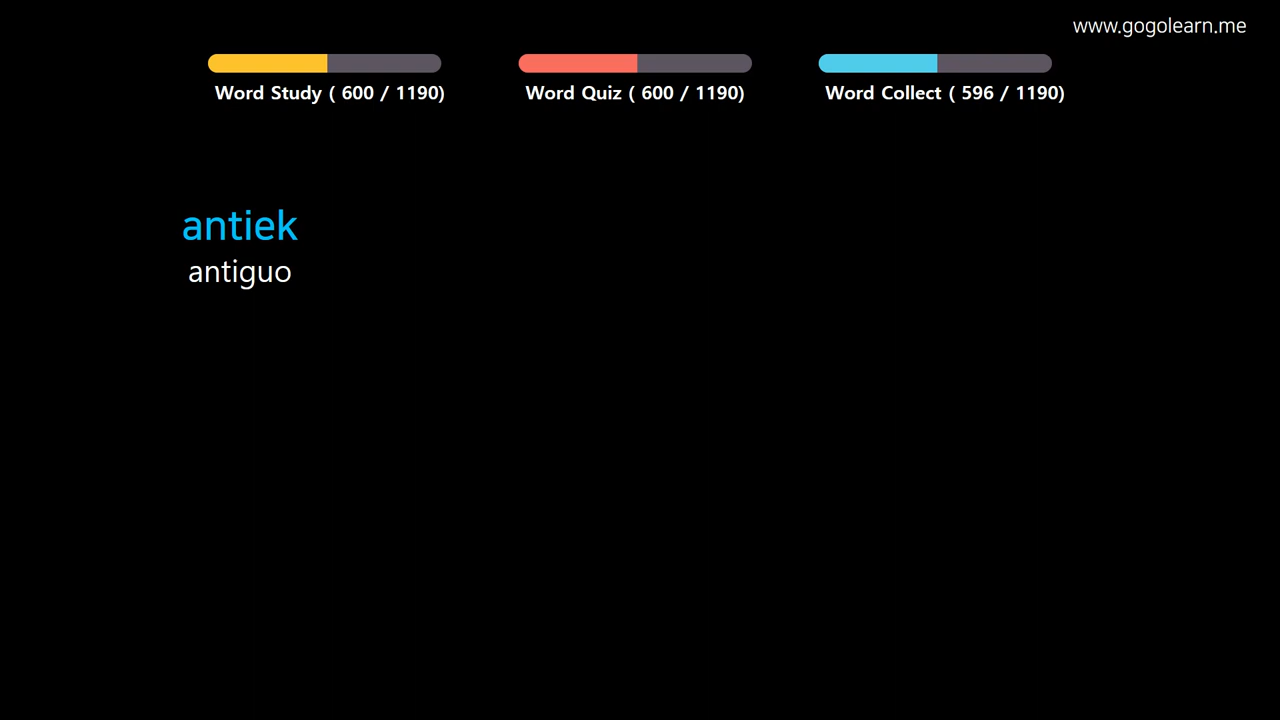 www.gogolearn.me
Word Study ( 600 / 1190)
Word Quiz ( 600 / 1190)
Word Collect ( 596 / 1190)
antiek
antiguo